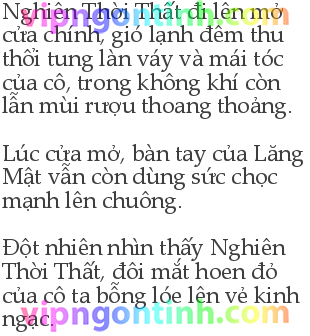 Nghiên Thời Thất đi lên mở
cửa chính, gió lạnh đêm thu
thổi tung làn váy và mái tóc
của cô, trong không khí còn
lẫn mùi rượu thoang thoảng.
Lúc cửa mở, bàn tay của Lăng
Mật vẫn còn dùng sức chọc
mạnh lên chuông.
Đột nhiên nhìn thấy Nghiên
Thời Thất, đôi mắt hoen đỏ
của cô ta bỗng lóe lên vẻ kinh
ngạc.
vipngontinh.com
vipngontinh.com